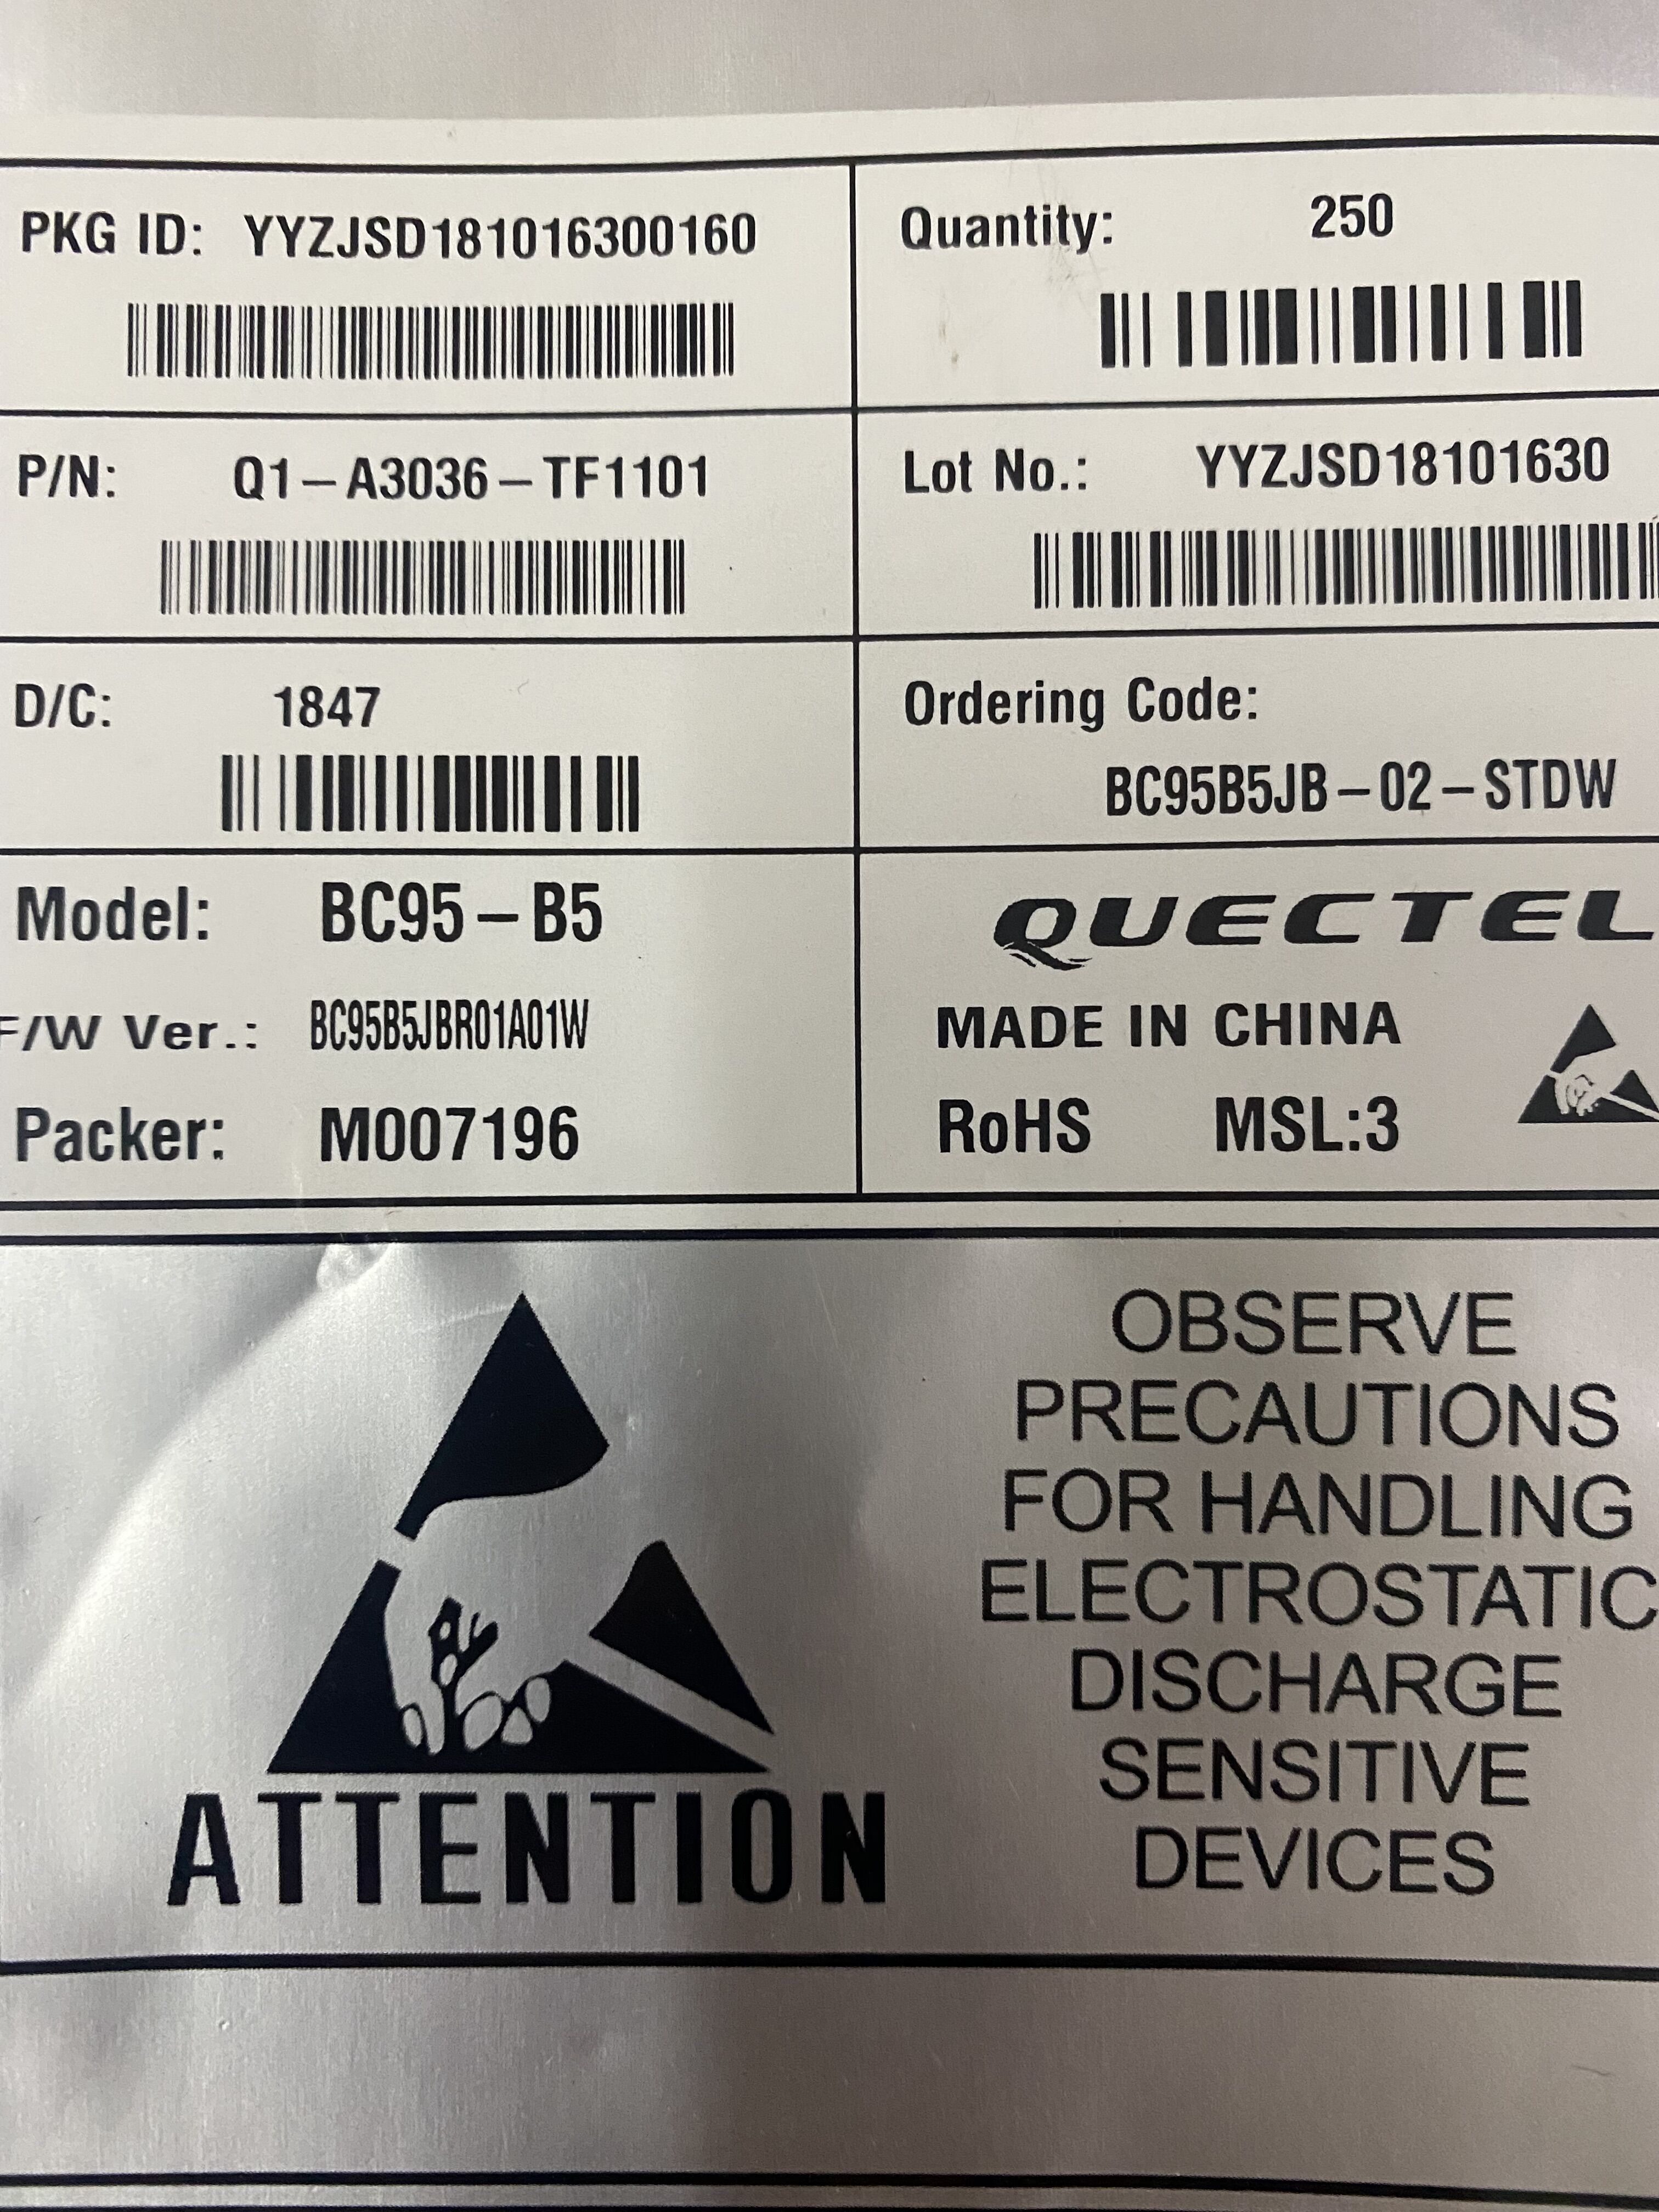 PKG ID: YYZJSD181016300160
Quantity: 250
P/N: Q1-A3036-TF1101
Lot No.: YYZJSD18101630
D/C: 1847
Ordering Code:
BC95B5JB-02-STDW
Model: BC95-B5
QUECTEL
F/W Ver.: BC95B5JBR01A01W
MADE IN CHINA
Packer: M007196
RoHS MSL:3
ATTENTION
OBSERVE
PRECAUTIONS
FOR HANDLING
ELECTROSTATIC
DISCHARGE
SENSITIVE
DEVICES